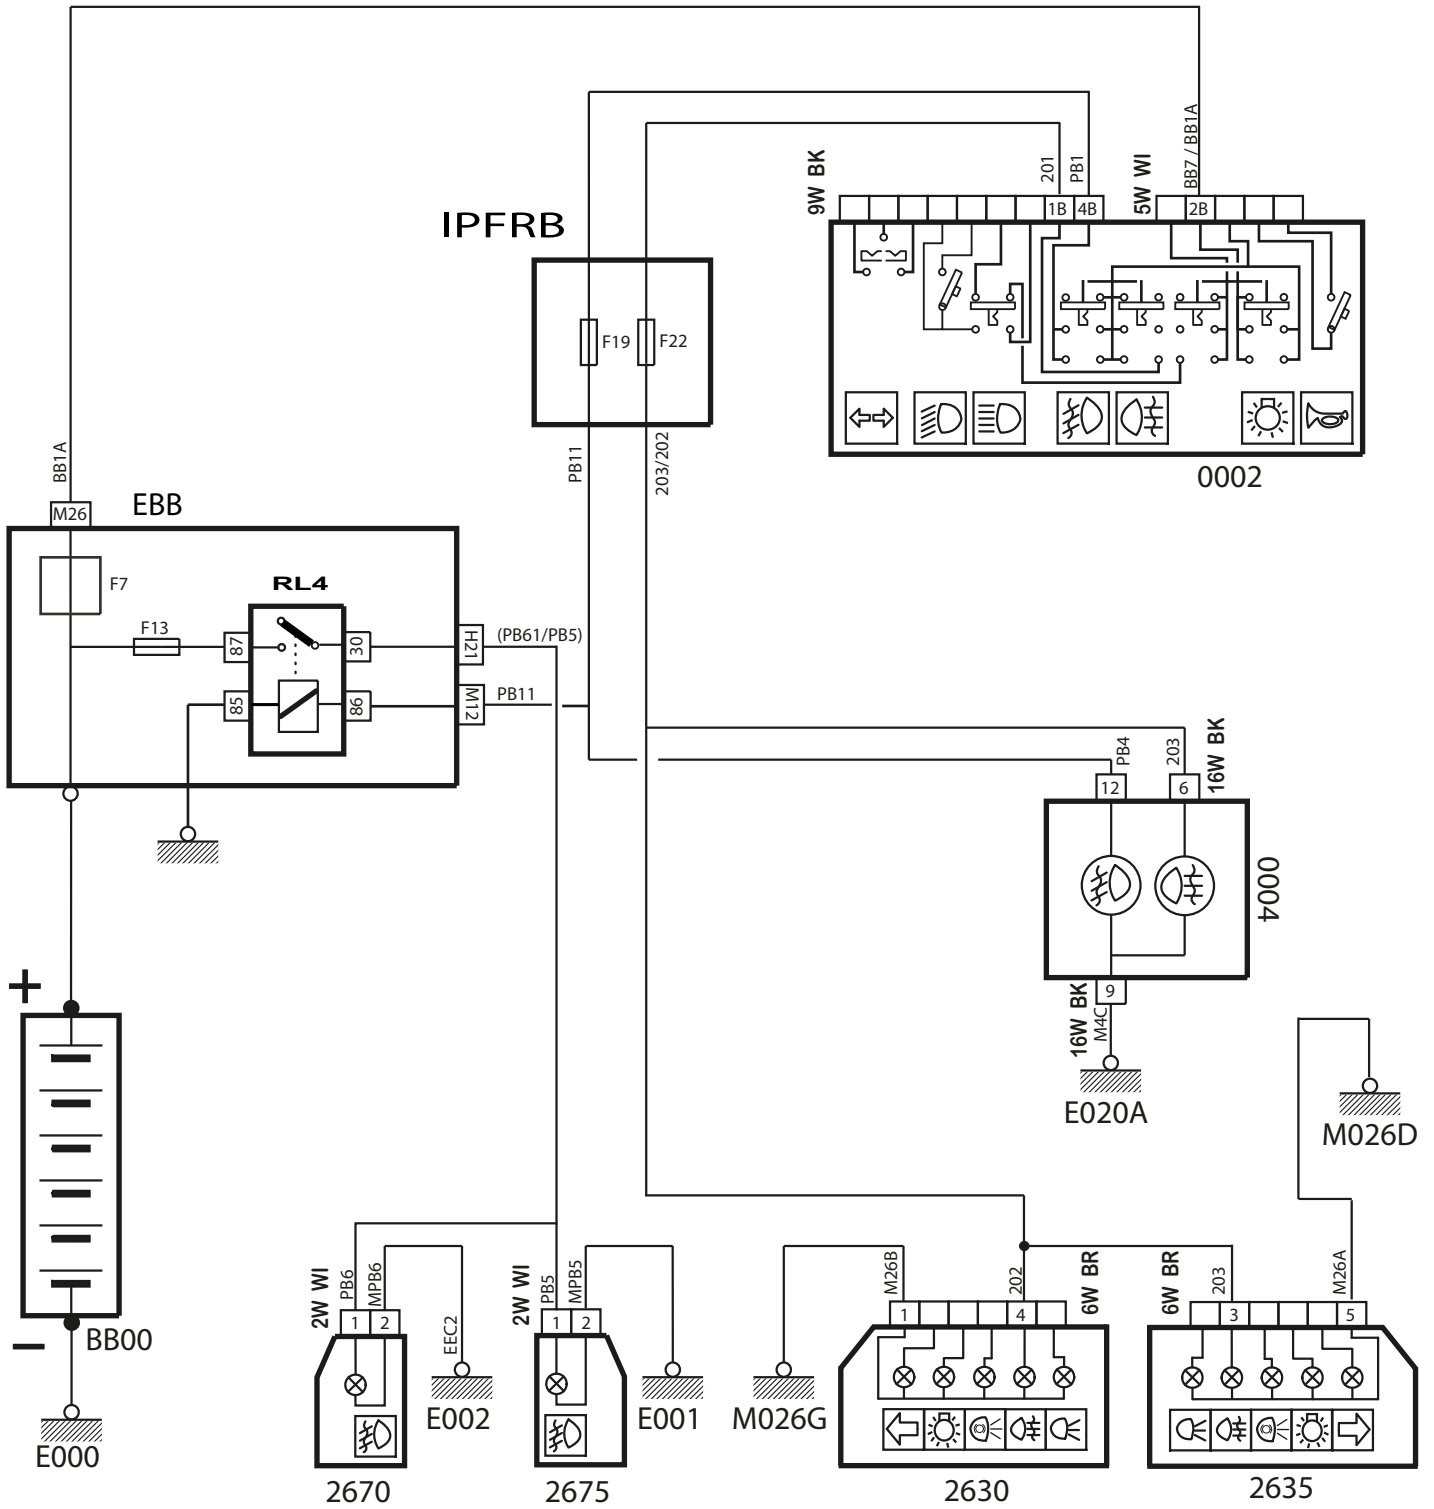 9W BK
201
PB1
5W WI
BB7 / BB1A
1B
4B
2B
IPFRB
F19
F22
0002
BB1A
PB11
203/202
M26
EBB
F7
RL4
F13
87
30
H21
(PB61/PB5)
85
86
M12
PB11
PB4
203
16W BK
12
6
0004
9
16W BK
M4C
E020A
M026D
+
−
BB00
E000
2W WI
PB6
MPB6
1
2
EEC2
E002
2670
2W WI
PB5
MPB5
1
2
E001
2675
M026G
M26B
202
6W BR
1
4
2630
6W BR
203
M26A
3
5
2635